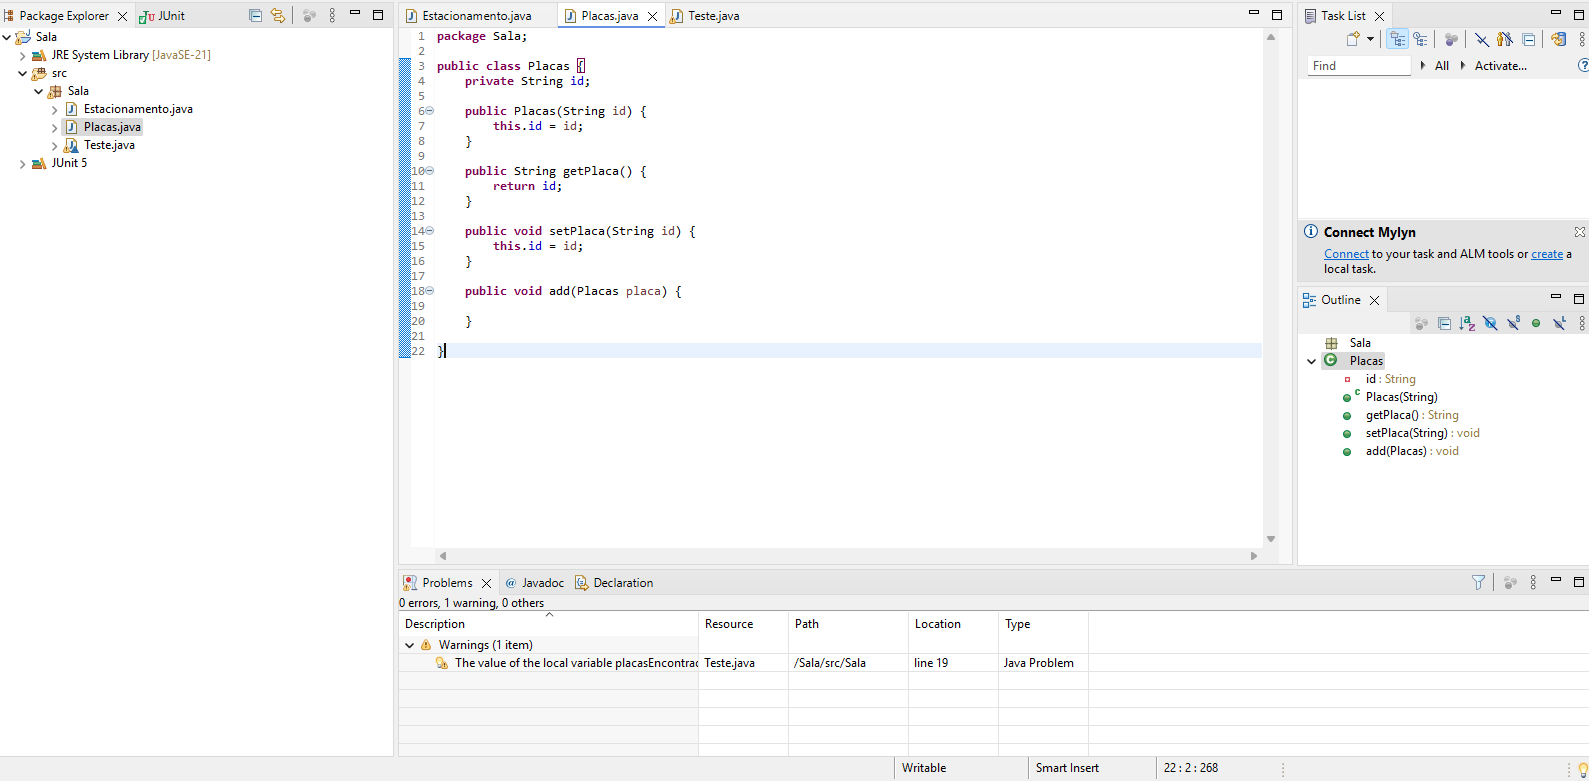 Package Explorer
JUnit
Sala
JRE System Library [JavaSE-21]
src
Sala
Estacionamento.java
Placas.java
Teste.java
JUnit 5
Estacionamento.java
Placas.java
Teste.java
1 package Sala;
2
3 public class Placas {
4 private String id;
5
6 public Placas(String id) {
7 this.id = id;
8 }
9
10 public String getPlaca() {
11 return id;
12 }
13
14 public void setPlaca(String id) {
15 this.id = id;
16 }
17
18 public void add(Placas placa) {
19
20 }
21
22 }
Problems
@ Javadoc
Declaration
0 errors, 1 warning, 0 others
Description Resource Path Location Type
Warnings (1 item)
The value of the local variable placasEncontrac Teste.java /Sala/src/Sala line 19 Java Problem
Task List
Find All Activate...
Connect Mylyn
Connect to your task and ALM tools or create a
local task.
Outline
Sala
Placas
id : String
Placas(String)
getPlaca() : String
setPlaca(String) : void
add(Placas) : void
Writable Smart Insert 22 : 2 : 268